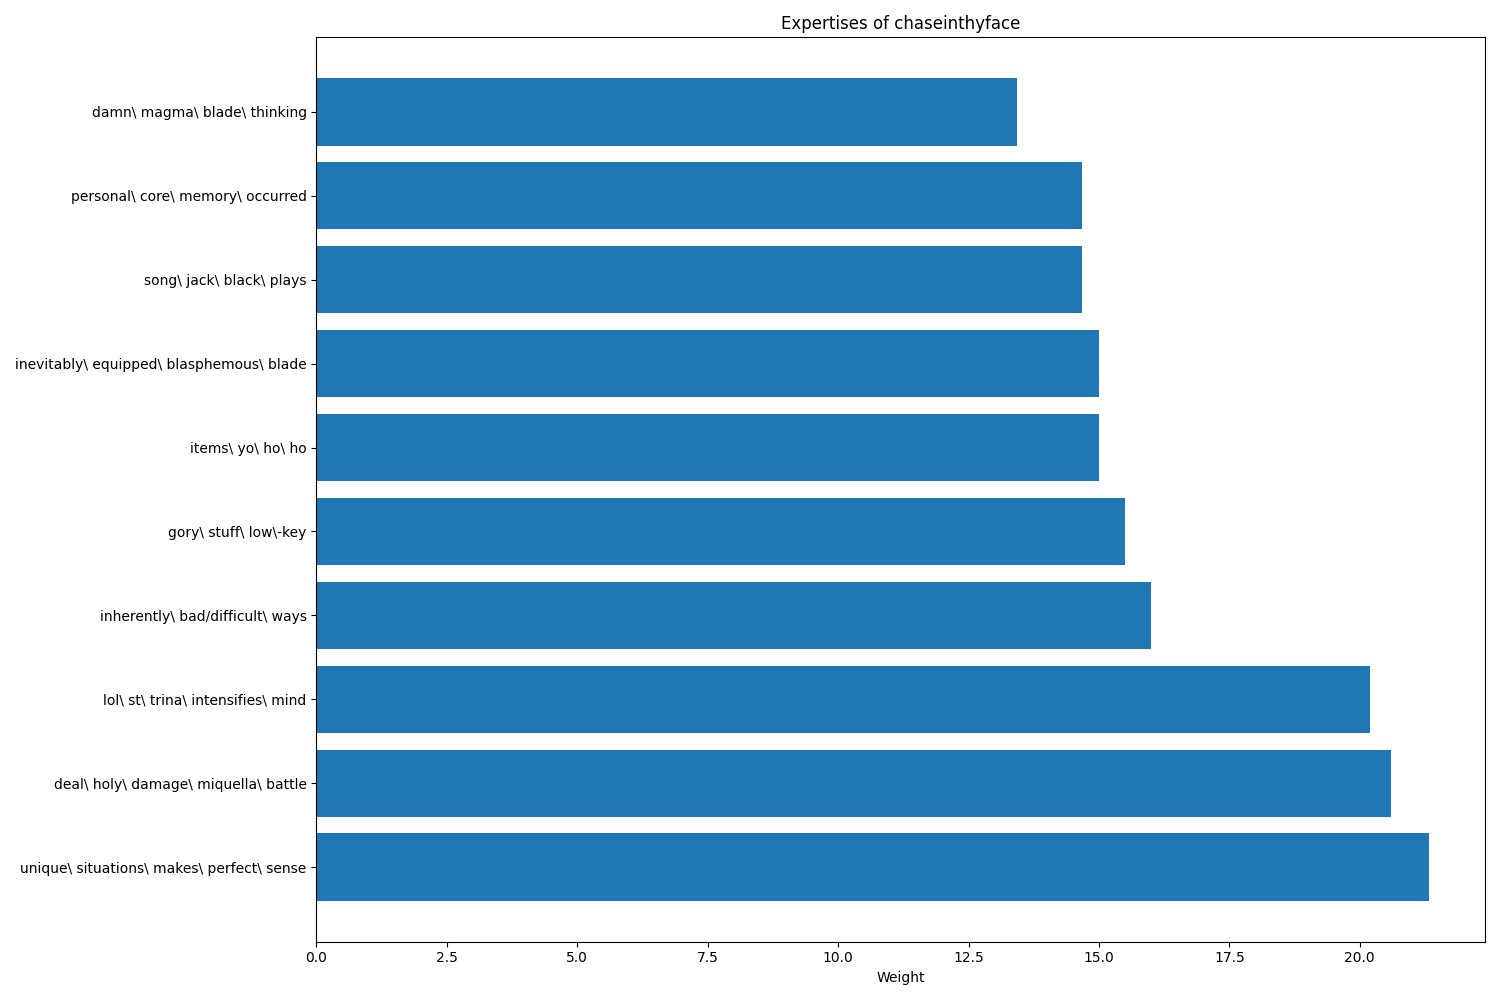 Expertises of chaseinthyface
damn\ magma\ blade\ thinking
personal\ core\ memory\ occurred
song\ jack\ black\ plays
inevitably\ equipped\ blasphemous\ blade
items\ yo\ ho\ ho
gory\ stuff\ low\-key
inherently\ bad/difficult\ ways
lol\ st\ trina\ intensifies\ mind
deal\ holy\ damage\ miquella\ battle
unique\ situations\ makes\ perfect\ sense
0.0 2.5 5.0 7.5 10.0 12.5 15.0 17.5 20.0
Weight